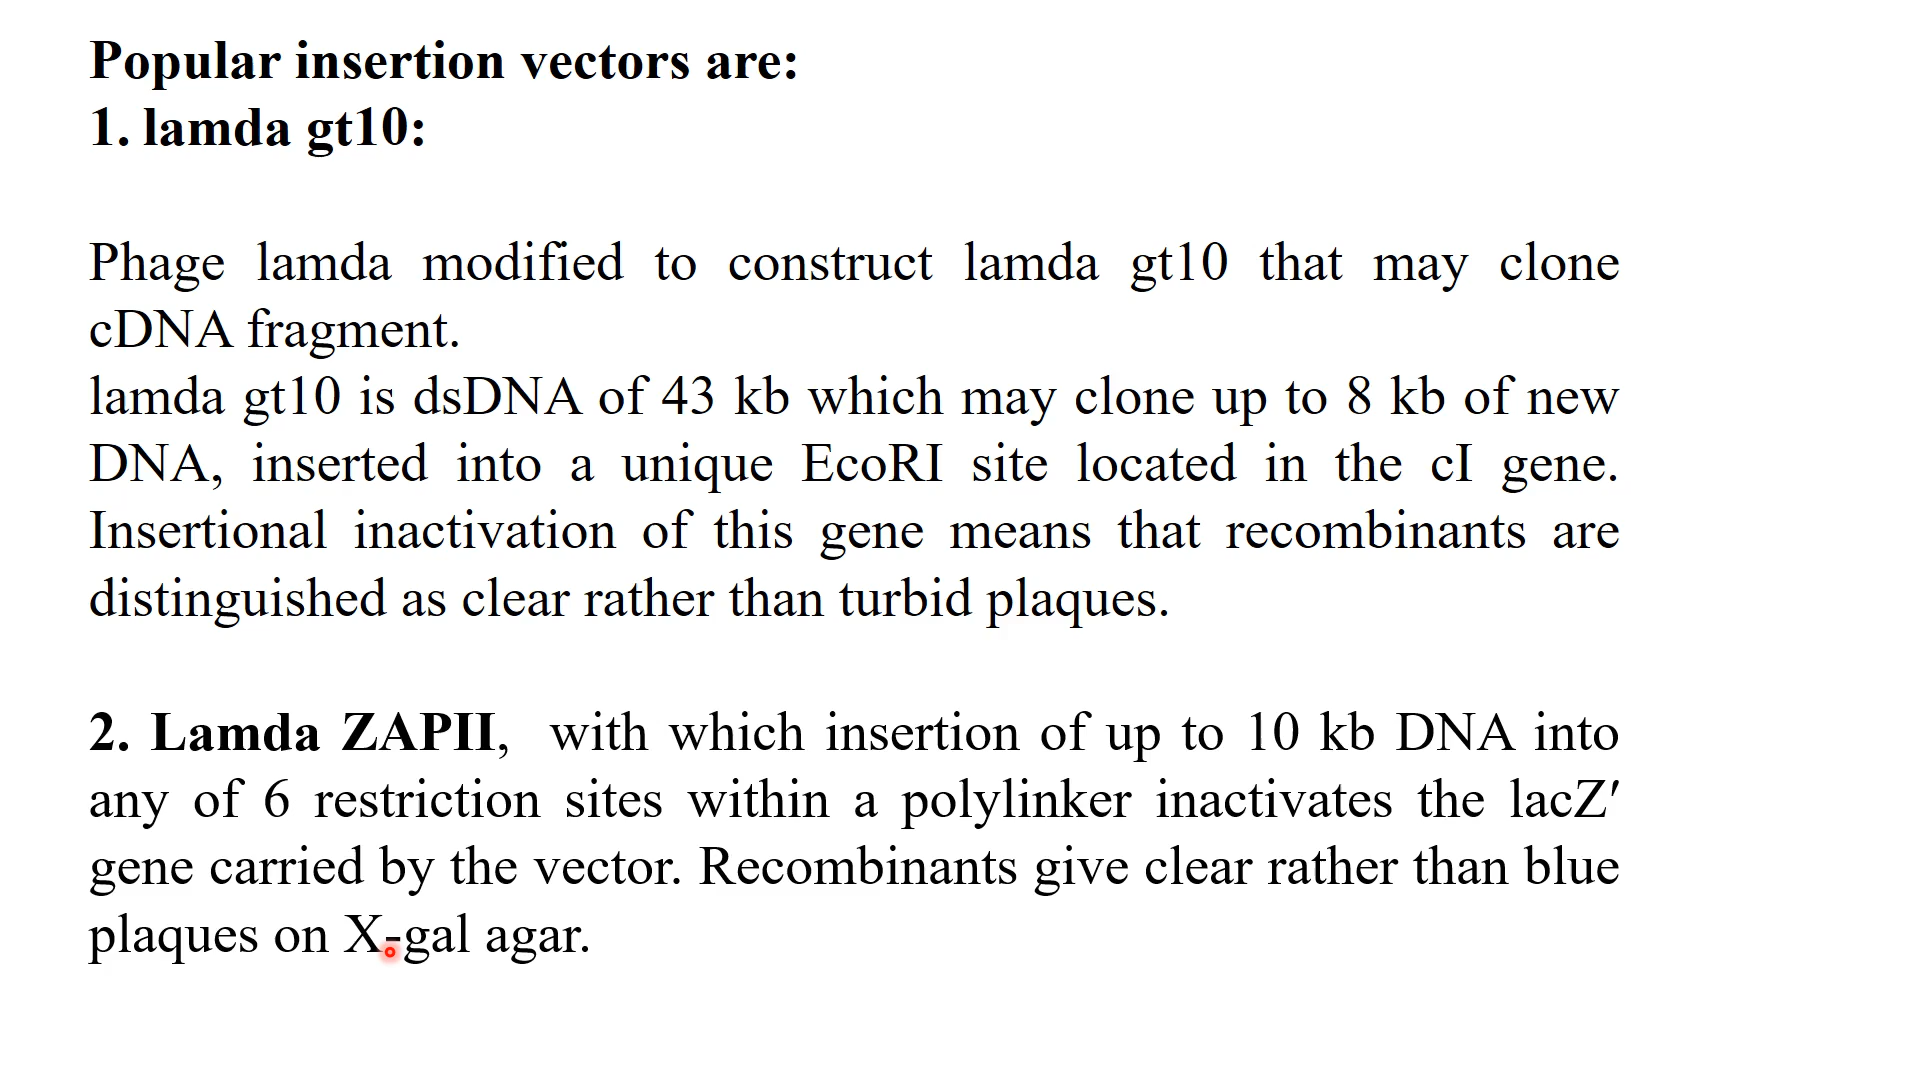 Popular insertion vectors are:
1. lamda gt10:
Phage lamda modified to construct lamda gt10 that may clone
cDNA fragment.
lamda gt10 is dsDNA of 43 kb which may clone up to 8 kb of new
DNA, inserted into a unique EcoRI site located in the cI gene.
Insertional inactivation of this gene means that recombinants are
distinguished as clear rather than turbid plaques.
2. Lamda ZAPII, with which insertion of up to 10 kb DNA into
any of 6 restriction sites within a polylinker inactivates the lacZ′
gene carried by the vector. Recombinants give clear rather than blue
plaques on X-gal agar.